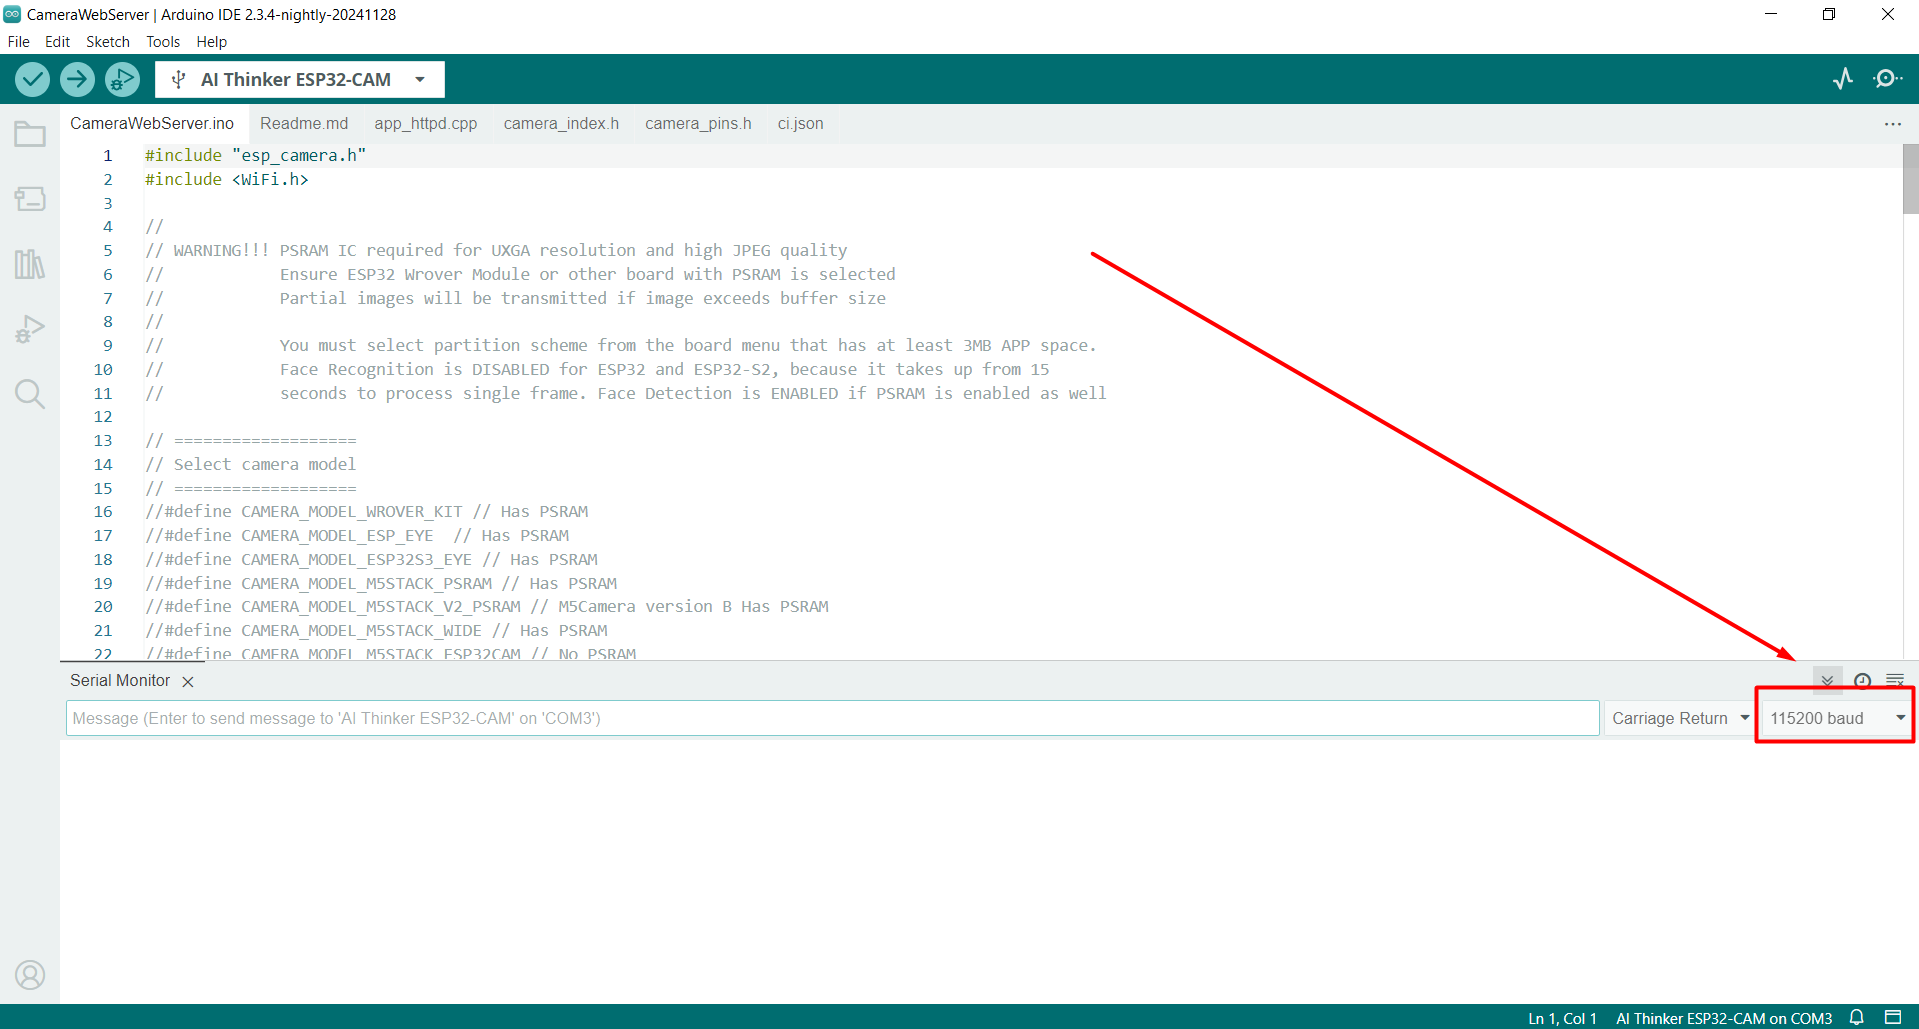 CameraWebServer | Arduino IDE 2.3.4-nightly-20241128
File Edit Sketch Tools Help
AI Thinker ESP32-CAM
CameraWebServer.ino Readme.md app_httpd.cpp camera_index.h camera_pins.h ci.json ...
1 #include "esp_camera.h"
2 #include <WiFi.h>
3
4 //
5 // WARNING!!! PSRAM IC required for UXGA resolution and high JPEG quality
6 // Ensure ESP32 Wrover Module or other board with PSRAM is selected
7 // Partial images will be transmitted if image exceeds buffer size
8 //
9 // You must select partition scheme from the board menu that has at least 3MB APP space.
10 // Face Recognition is DISABLED for ESP32 and ESP32-S2, because it takes up from 15
11 // seconds to process single frame. Face Detection is ENABLED if PSRAM is enabled as well
12
13 // ===================
14 // Select camera model
15 // ===================
16 //#define CAMERA_MODEL_WROVER_KIT // Has PSRAM
17 //#define CAMERA_MODEL_ESP_EYE // Has PSRAM
18 //#define CAMERA_MODEL_ESP32S3_EYE // Has PSRAM
19 //#define CAMERA_MODEL_M5STACK_PSRAM // Has PSRAM
20 //#define CAMERA_MODEL_M5STACK_V2_PSRAM // M5Camera version B Has PSRAM
21 //#define CAMERA_MODEL_M5STACK_WIDE // Has PSRAM
22 //#define CAMERA_MODEL_M5STACK_ESP32CAM // No PSRAM
Serial Monitor
Message (Enter to send message to 'AI Thinker ESP32-CAM' on 'COM3') Carriage Return 115200 baud
Ln 1, Col 1 AI Thinker ESP32-CAM on COM3